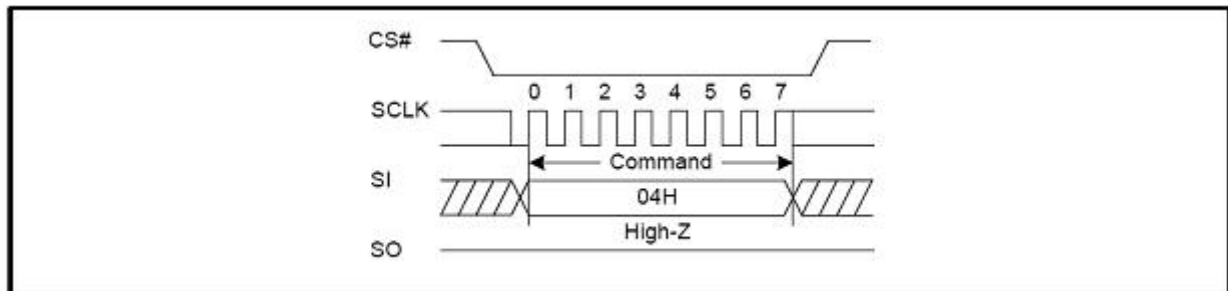 CS#
0 1 2 3 4 5 6 7
SCLK
Command
SI
04H
High-Z
SO